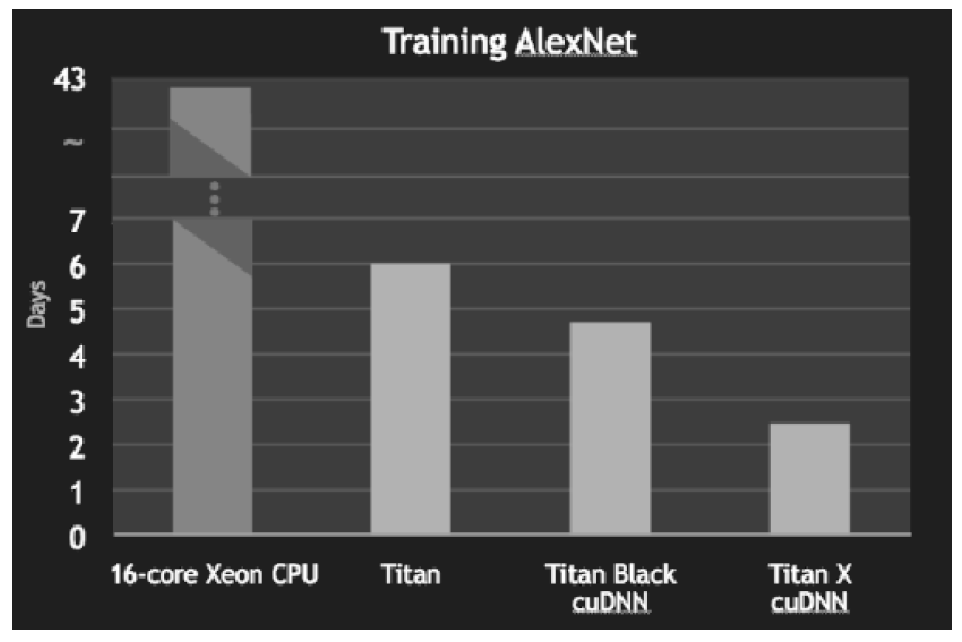 Training AlexNet
43
~
7
6
5
4
3
2
1
0
Days
16-core Xeon CPU
Titan
Titan Black
cuDNN
Titan X
cuDNN